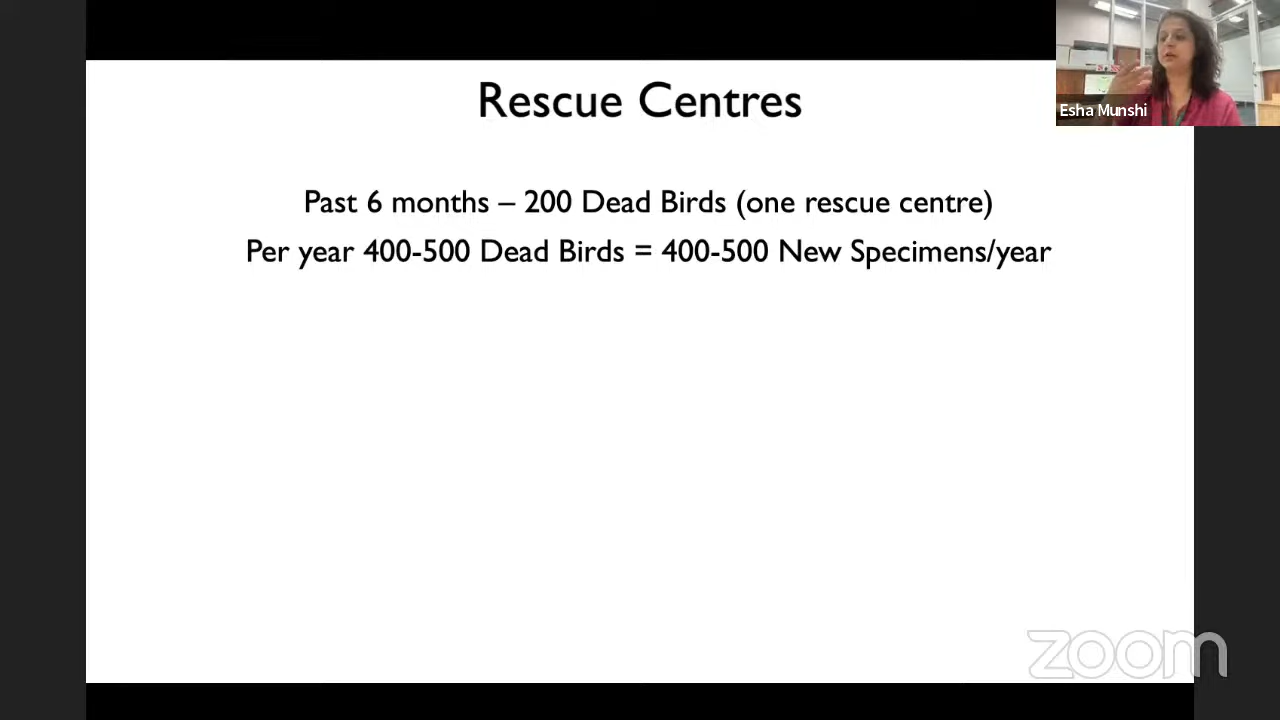 Rescue Centres
Esha Munshi
Past 6 months – 200 Dead Birds (one rescue centre)
Per year 400-500 Dead Birds = 400-500 New Specimens/year
zoom